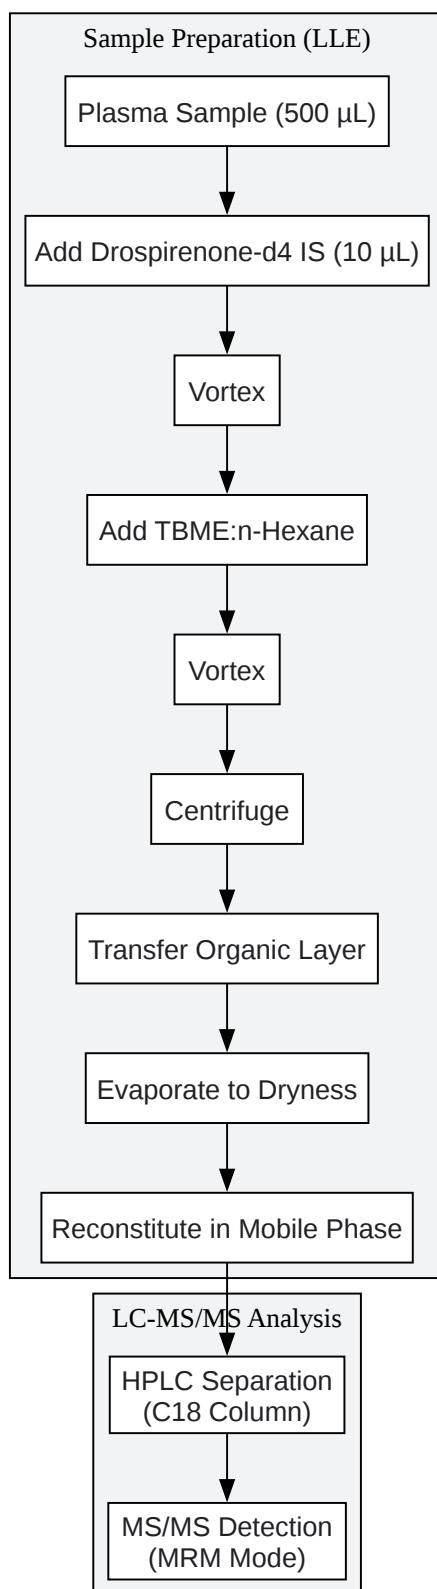 Sample Preparation (LLE)
Plasma Sample (500 µL)
Add Drospirenone-d4 IS (10 µL)
Vortex
Add TBME:n-Hexane
Vortex
Centrifuge
Transfer Organic Layer
Evaporate to Dryness
Reconstitute in Mobile Phase
LC-MS/MS Analysis
HPLC Separation
(C18 Column)
MS/MS Detection
(MRM Mode)